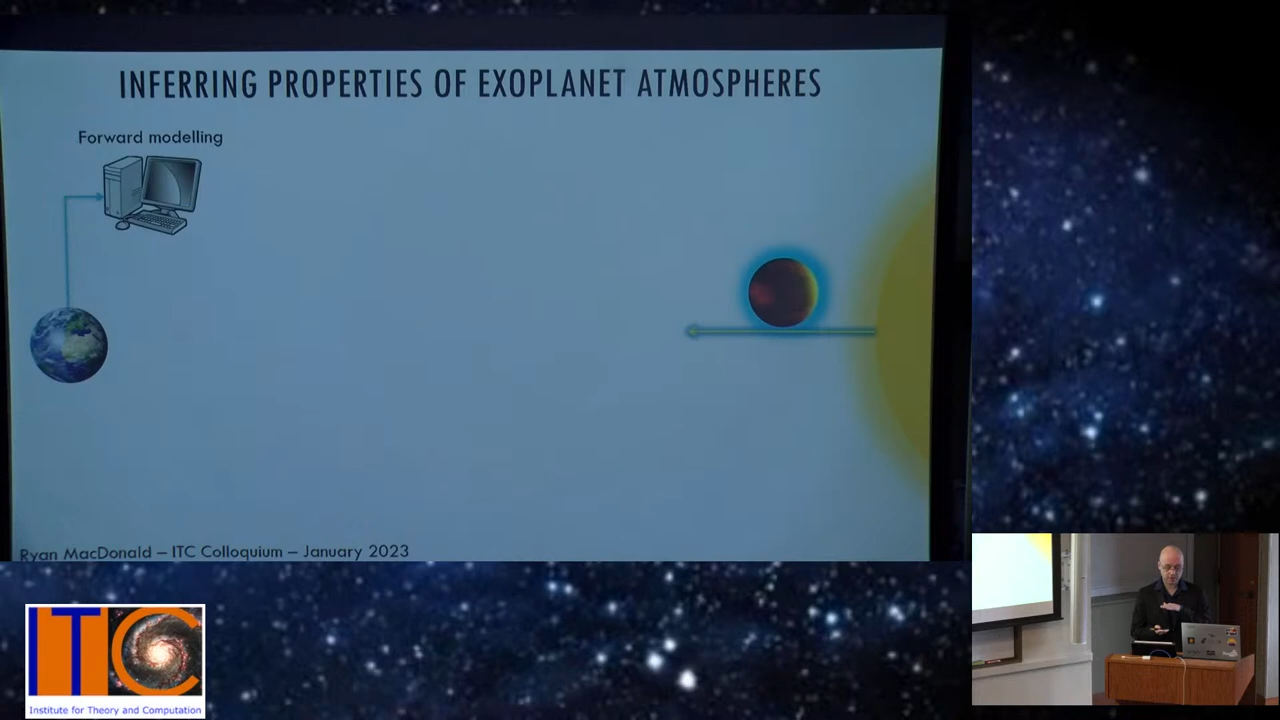 INFERRING PROPERTIES OF EXOPLANET ATMOSPHERES
Forward modelling
Ryan MacDonald – ITC Colloquium – January 2023
ITC
Institute for Theory and Computation